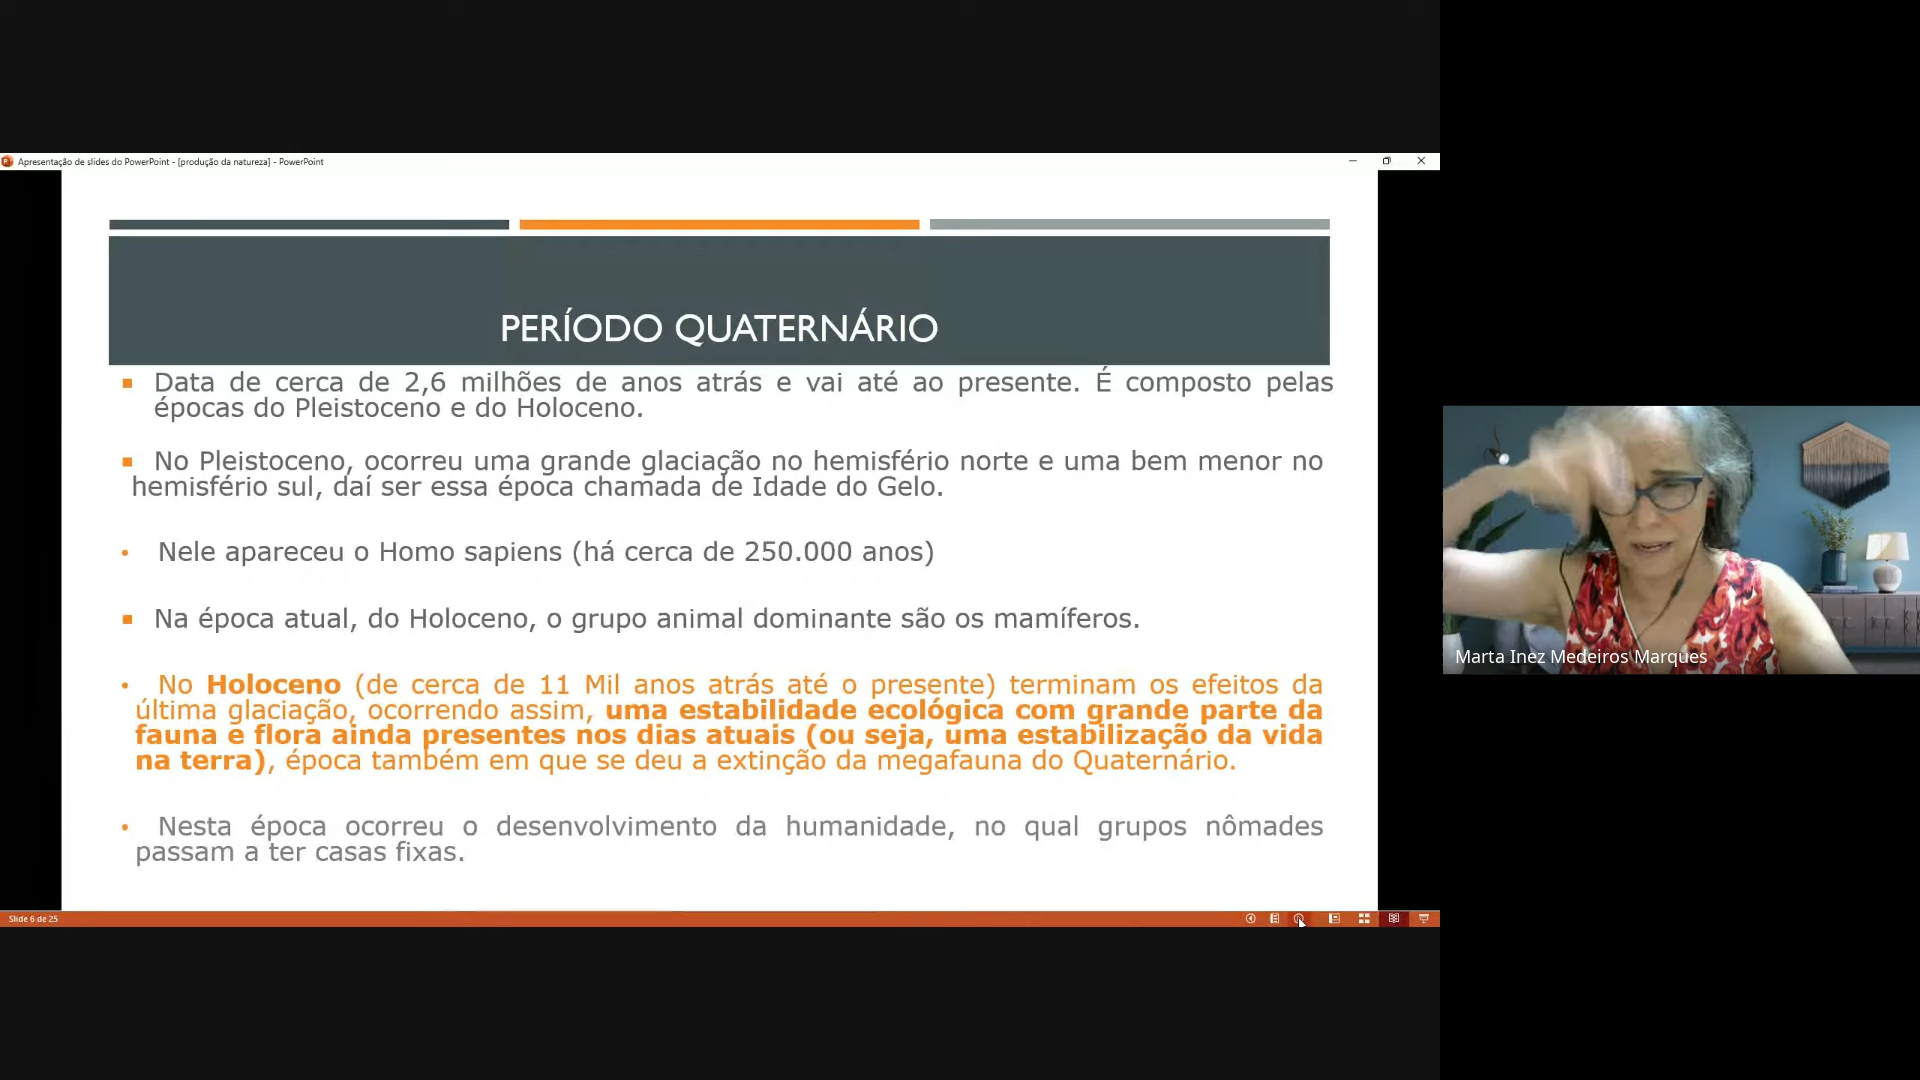 Apresentação de slides do PowerPoint - [produção da natureza] - PowerPoint
PERÍODO QUATERNÁRIO
Data de cerca de 2,6 milhões de anos atrás e vai até ao presente. É composto pelas
épocas do Pleistoceno e do Holoceno.
No Pleistoceno, ocorreu uma grande glaciação no hemisfério norte e uma bem menor no
hemisfério sul, daí ser essa época chamada de Idade do Gelo.
Nele apareceu o Homo sapiens (há cerca de 250.000 anos)
Na época atual, do Holoceno, o grupo animal dominante são os mamíferos.
No Holoceno (de cerca de 11 Mil anos atrás até o presente) terminam os efeitos da
última glaciação, ocorrendo assim, uma estabilidade ecológica com grande parte da
fauna e flora ainda presentes nos dias atuais (ou seja, uma estabilização da vida
na terra), época também em que se deu a extinção da megafauna do Quaternário.
Nesta época ocorreu o desenvolvimento da humanidade, no qual grupos nômades
passam a ter casas fixas.
Slide 6 de 25
Marta Inez Medeiros Marques